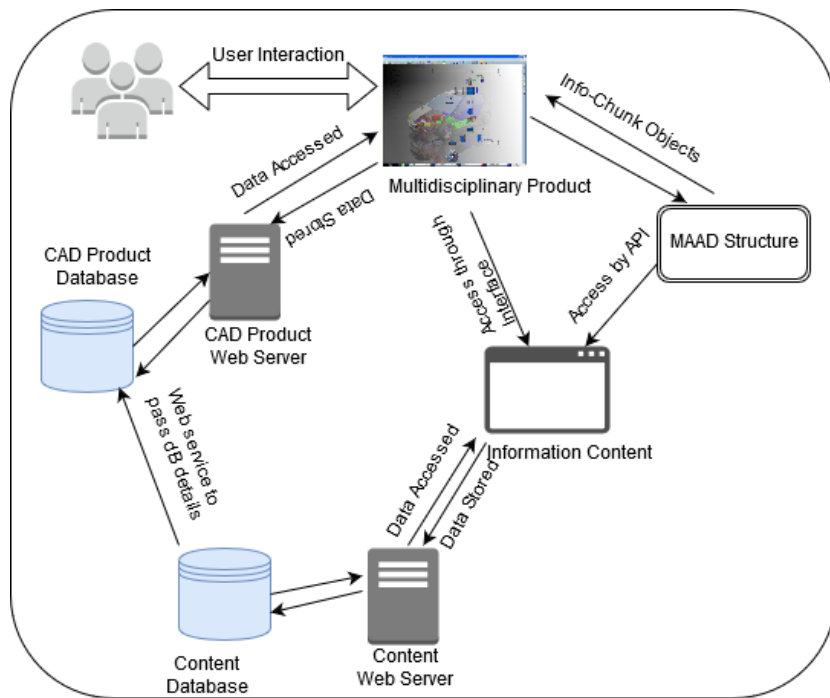 User Interaction
Info-Chunk Objects
Data Accessed
Data Stored
Multidisciplinary Product
MAAD Structure
CAD Product
Database
Access through
Interface
Access by API
CAD Product
Web Server
Web service to
pass dB details
Information Content
Data Accessed
Data Stored
Content
Database
Content
Web Server